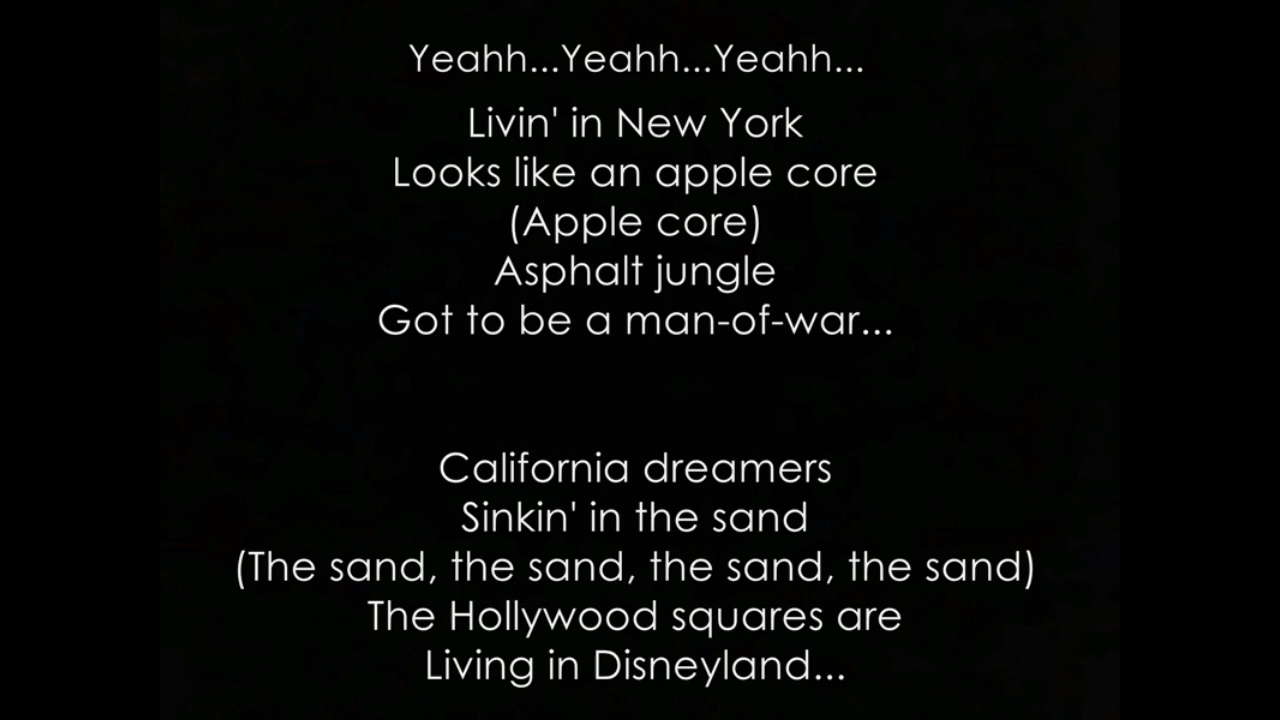 Yeahh...Yeahh...Yeahh...
Livin' in New York
Looks like an apple core
(Apple core)
Asphalt jungle
Got to be a man-of-war...
California dreamers
Sinkin' in the sand
(The sand, the sand, the sand, the sand)
The Hollywood squares are
Living in Disneyland...